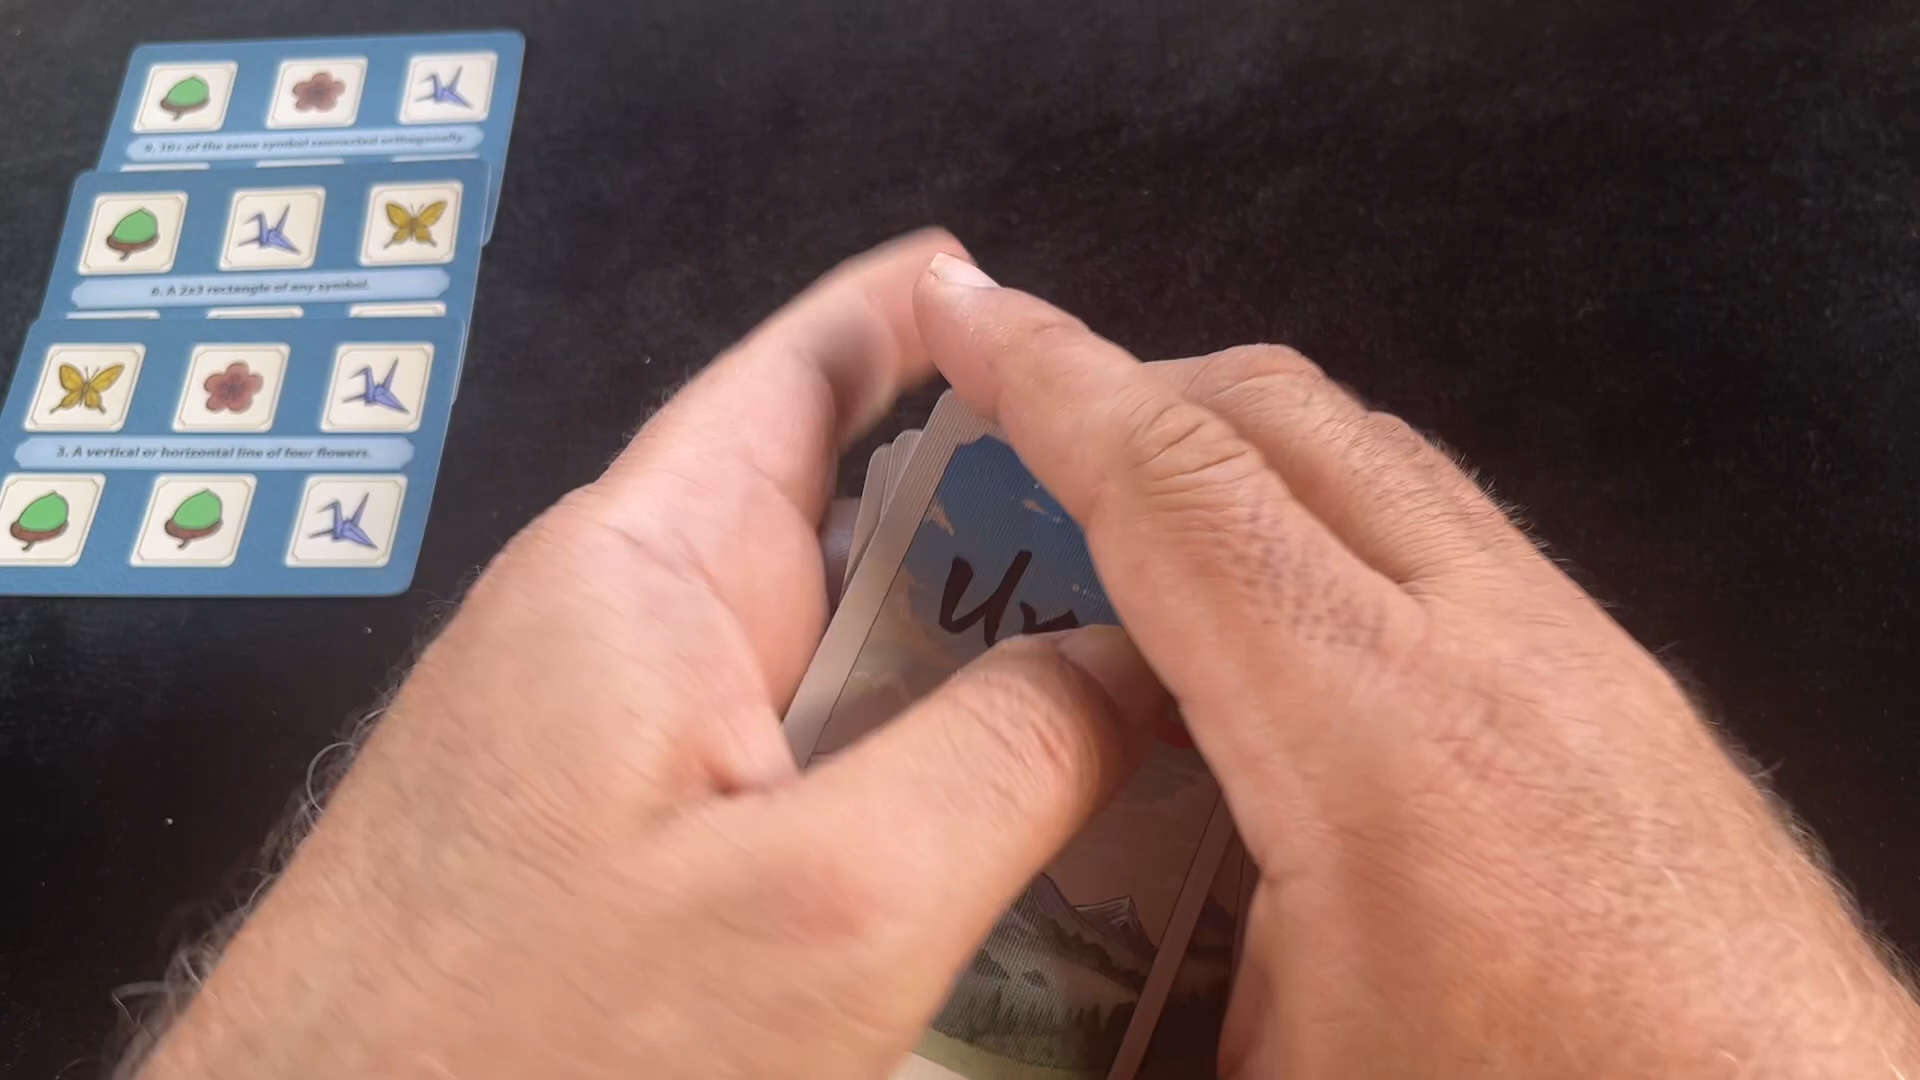 9. 10+ of the same symbol connected orthogonally.
6. A 2x3 rectangle of any symbol.
3. A vertical or horizontal line of four flowers.